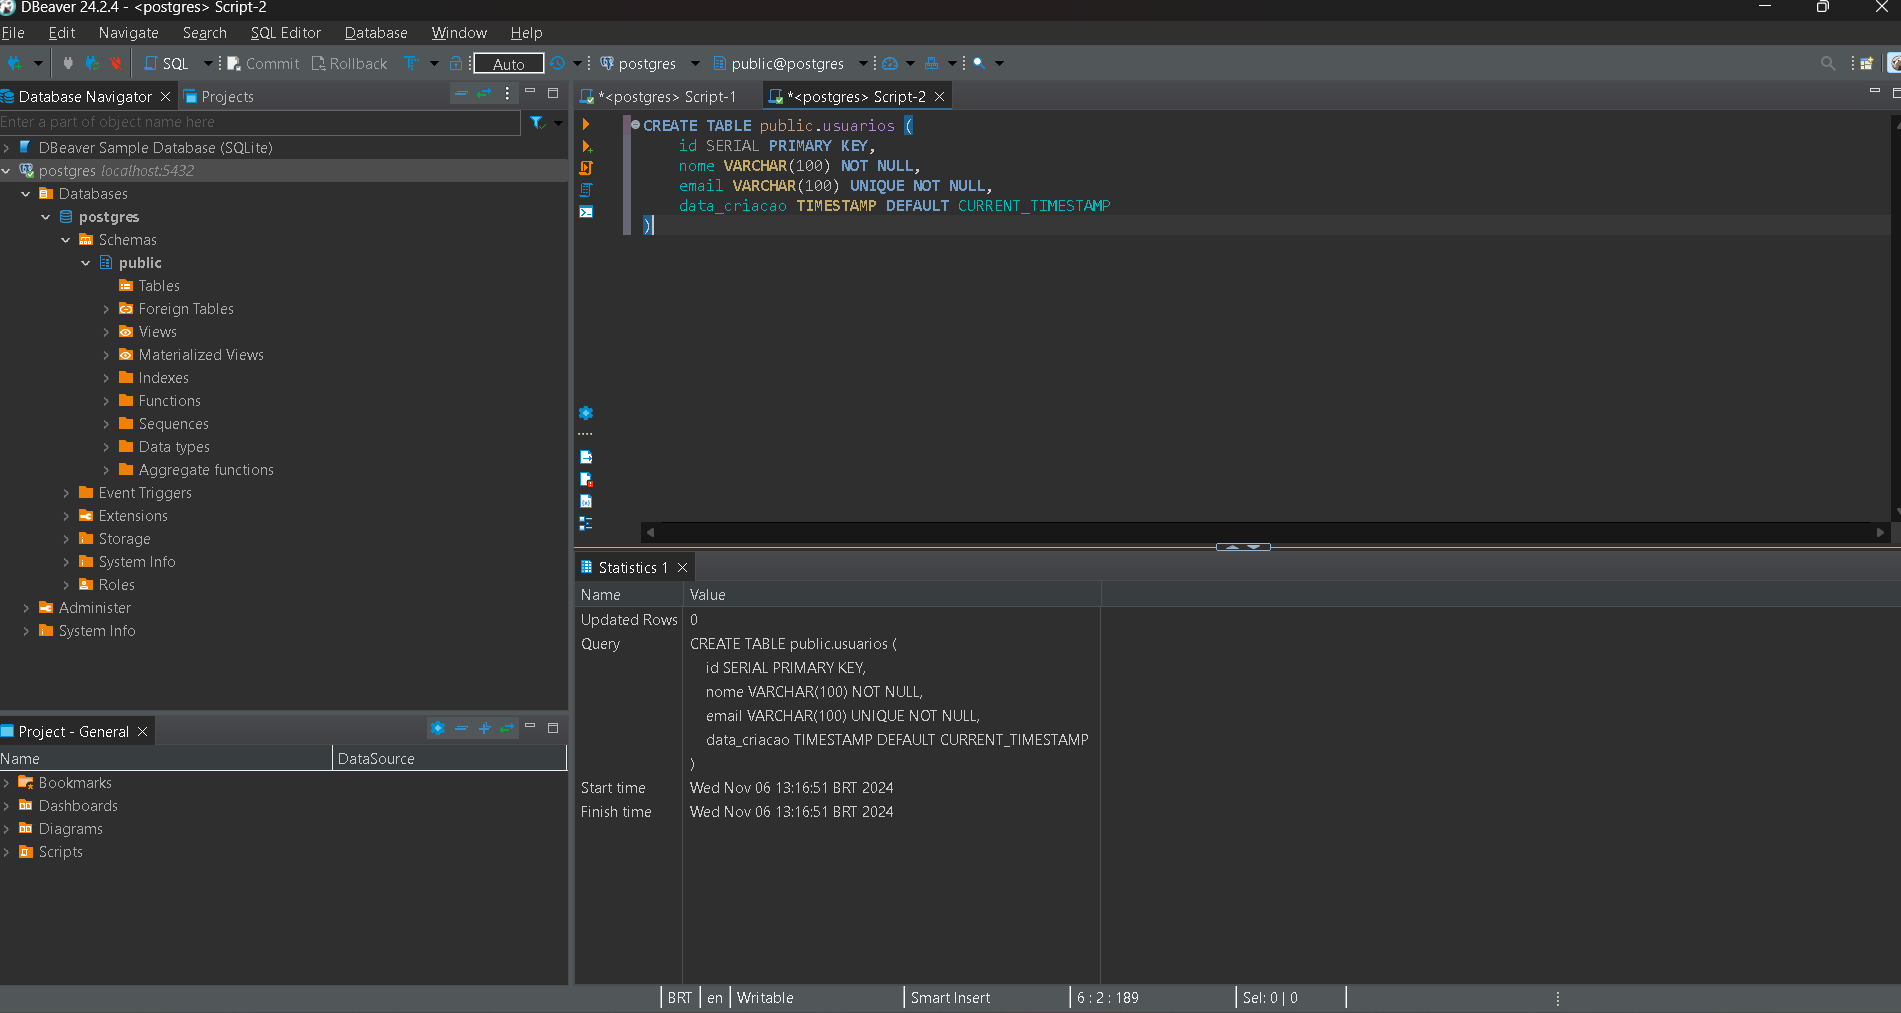 DBeaver 24.2.4 - <postgres> Script-2
File Edit Navigate Search SQL Editor Database Window Help
SQL Commit Rollback Auto postgres public@postgres
Database Navigator Projects
Enter a part of object name here
DBeaver Sample Database (SQLite)
postgres localhost:5432
Databases
postgres
Schemas
public
Tables
Foreign Tables
Views
Materialized Views
Indexes
Functions
Sequences
Data types
Aggregate functions
Event Triggers
Extensions
Storage
System Info
Roles
Administer
System Info
Project - General
Name DataSource
Bookmarks
Dashboards
Diagrams
Scripts
*<postgres> Script-1 *<postgres> Script-2
CREATE TABLE public.usuarios (
id SERIAL PRIMARY KEY,
nome VARCHAR(100) NOT NULL,
email VARCHAR(100) UNIQUE NOT NULL,
data_criacao TIMESTAMP DEFAULT CURRENT_TIMESTAMP
)
Statistics 1
Name Value
Updated Rows 0
Query CREATE TABLE public.usuarios (
id SERIAL PRIMARY KEY,
nome VARCHAR(100) NOT NULL,
email VARCHAR(100) UNIQUE NOT NULL,
data_criacao TIMESTAMP DEFAULT CURRENT_TIMESTAMP
)
Start time Wed Nov 06 13:16:51 BRT 2024
Finish time Wed Nov 06 13:16:51 BRT 2024
BRT en Writable Smart Insert 6 : 2 : 189 Sel: 0 | 0